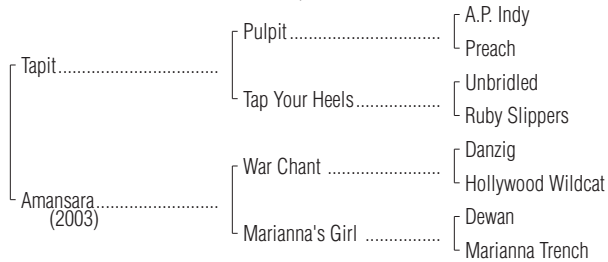 A.P. Indy
Pulpit..................................
Preach
Tapit...................................
Unbridled
Tap Your Heels...................
Ruby Slippers
Danzig
War Chant .........................
Hollywood Wildcat
Amansara...........................
(2003)
Dewan
Marianna's Girl .................
Marianna Trench